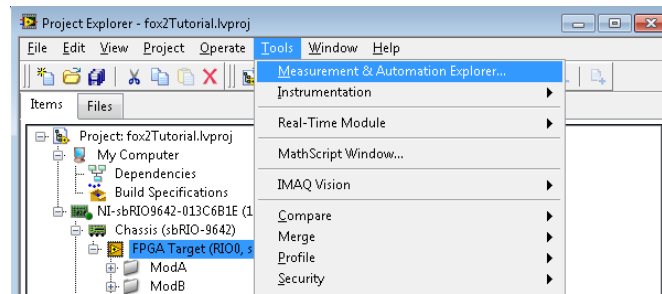 Project Explorer - fox2Tutorial.lvproj
File Edit View Project Operate Tools Window Help
Measurement & Automation Explorer...
Instrumentation
Items Files
Real-Time Module
Project: fox2Tutorial.lvproj
My Computer
MathScript Window...
Dependencies
IMAQ Vision
Build Specifications
NI-sbRIO9642-013C6B1E (1
Compare
Chassis (sbRIO-9642)
Merge
FPGA Target (RIO0, s
Profile
ModA
Security
ModB